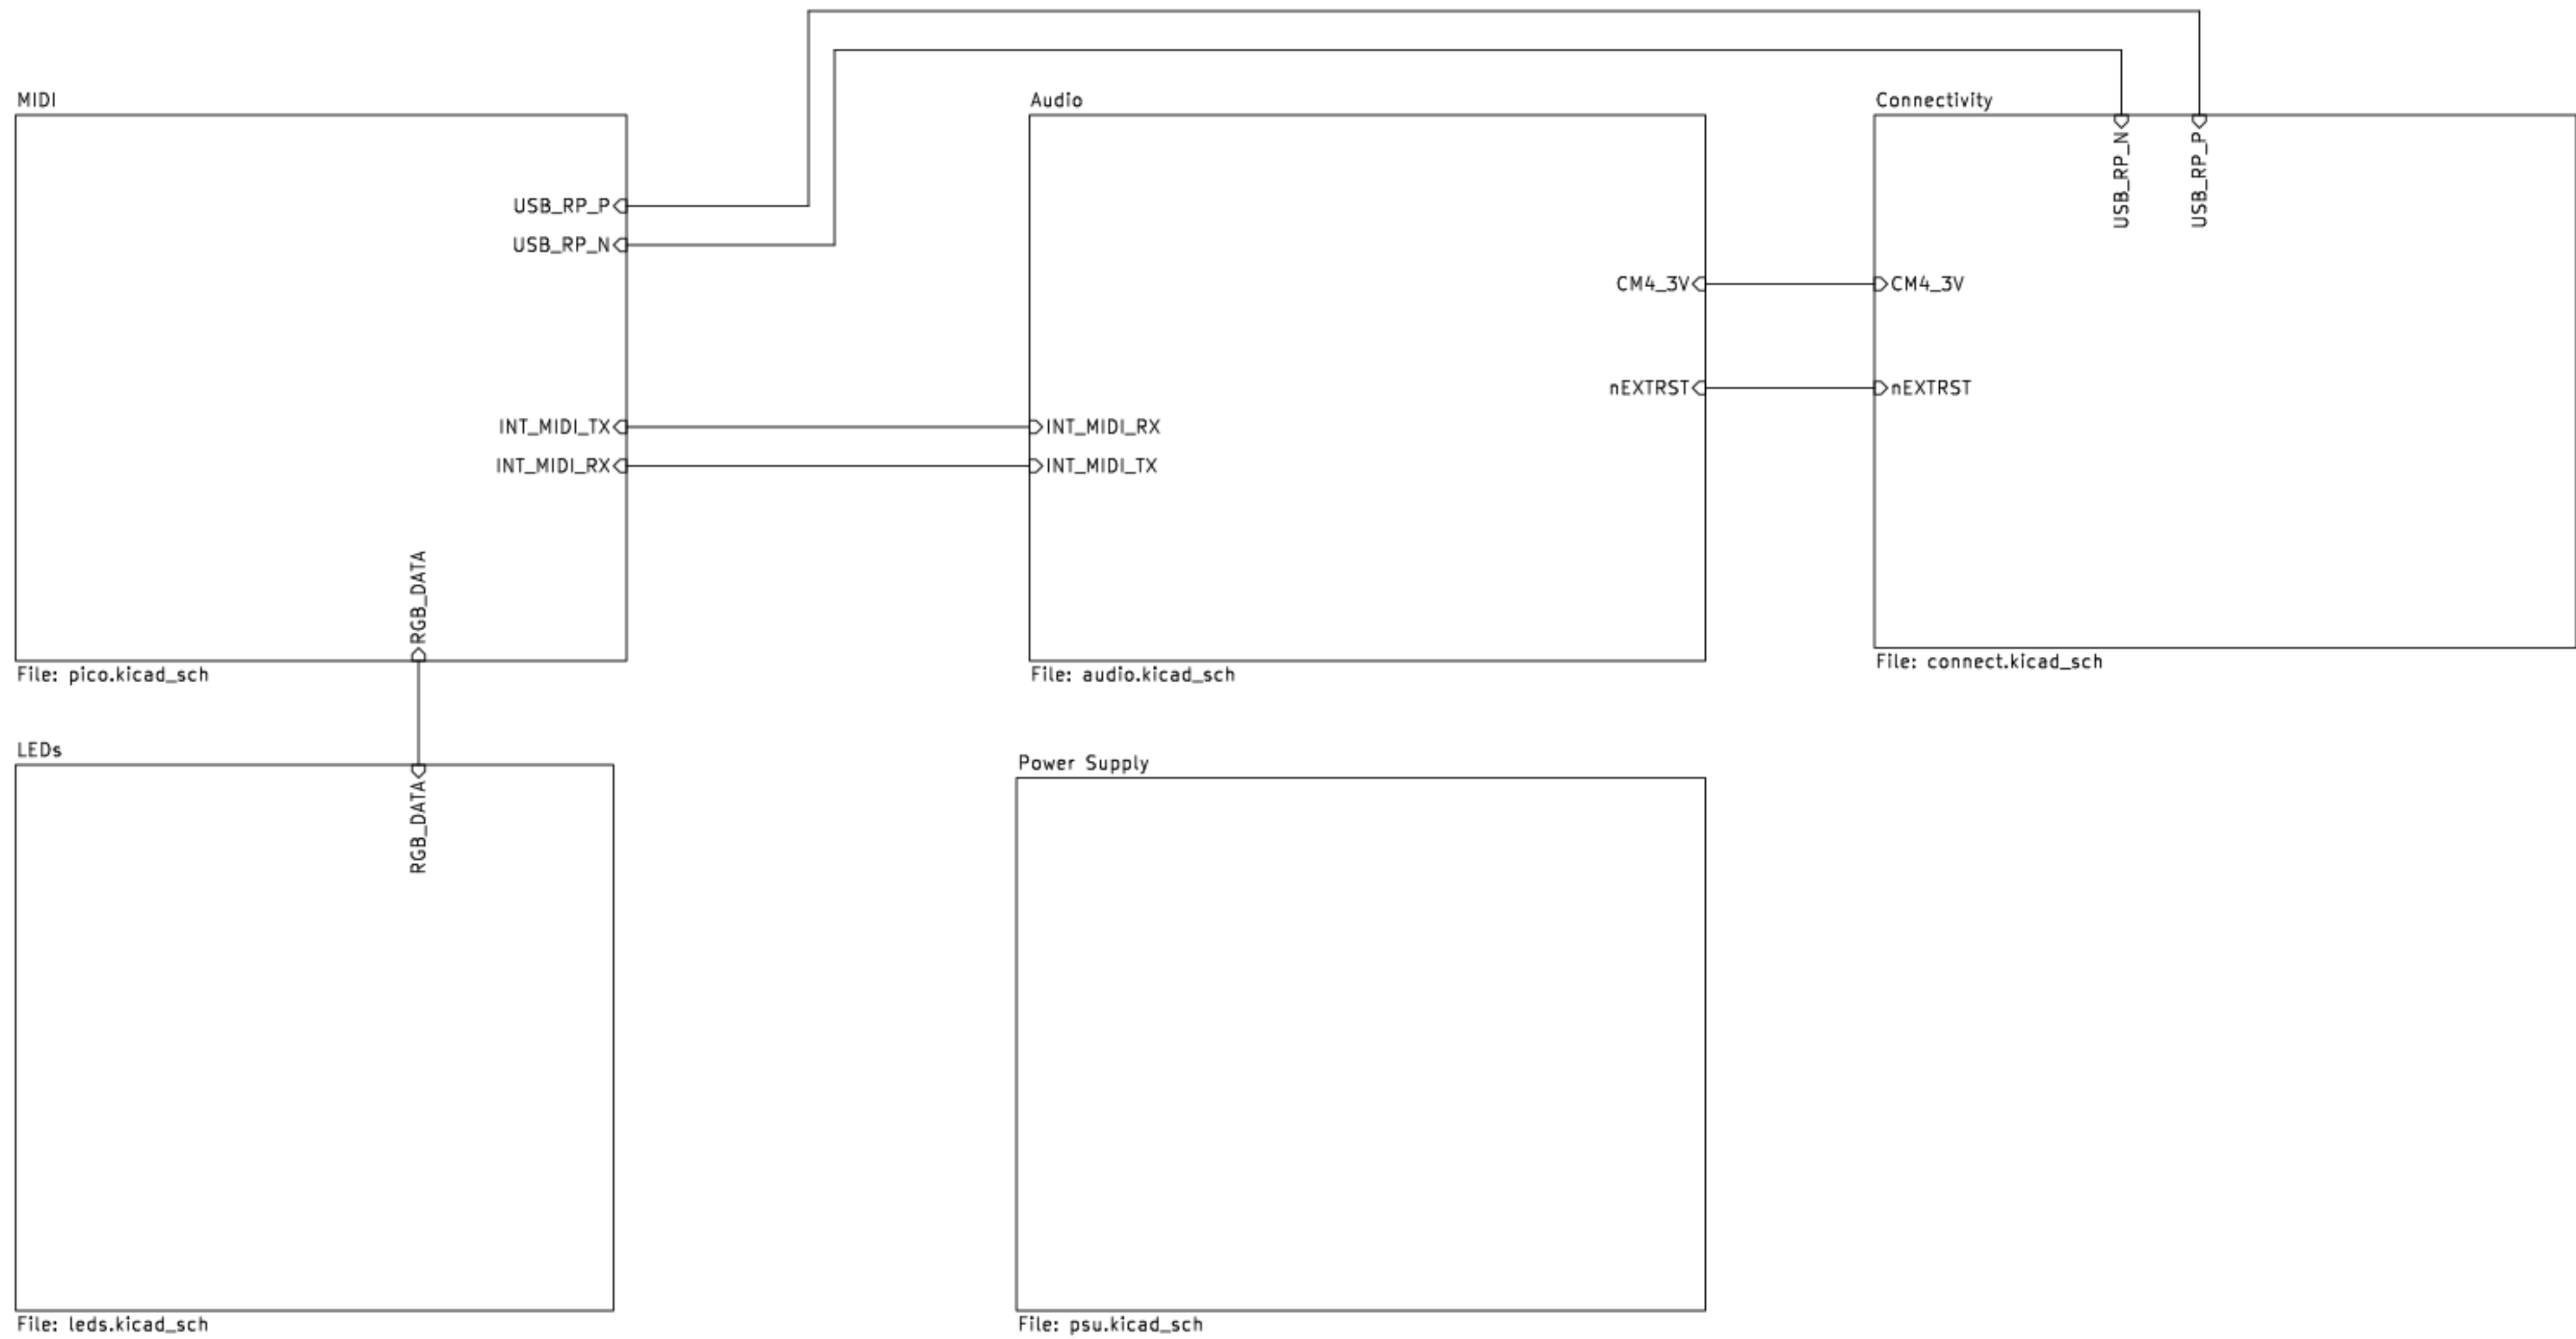 MIDI
USB_RP_P
USB_RP_N
INT_MIDI_TX
INT_MIDI_RX
RGB_DATA
File: pico.kicad_sch
Audio
CM4_3V
nEXTRST
INT_MIDI_RX
INT_MIDI_TX
File: audio.kicad_sch
Connectivity
USB_RP_N
USB_RP_P
CM4_3V
nEXTRST
File: connect.kicad_sch
LEDs
RGB_DATA
File: leds.kicad_sch
Power Supply
File: psu.kicad_sch